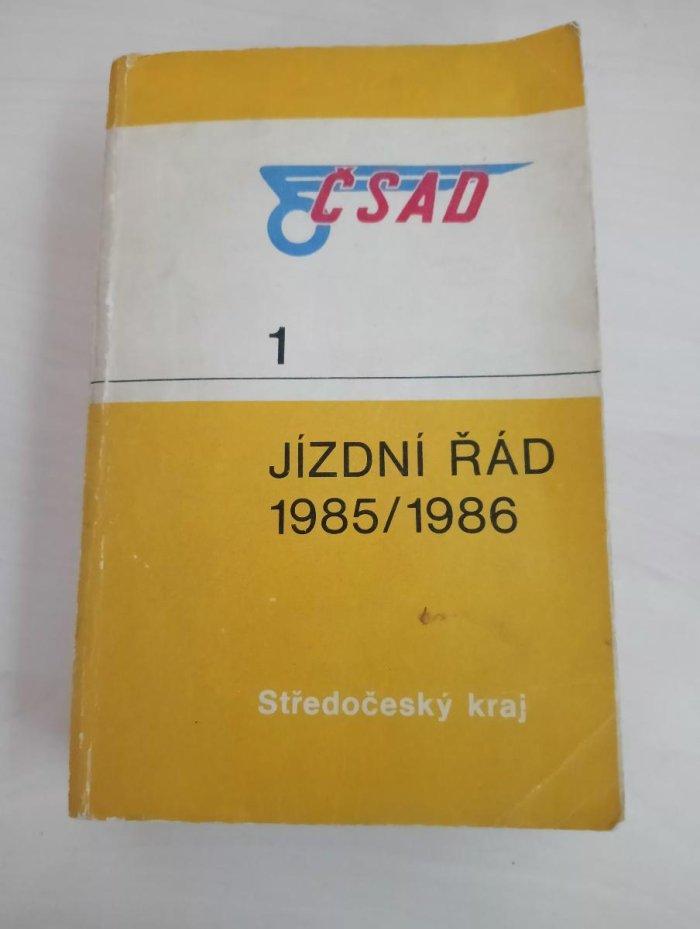 ČSAD
1
JÍZDNÍ ŘÁD
1985/1986
Středočeský kraj